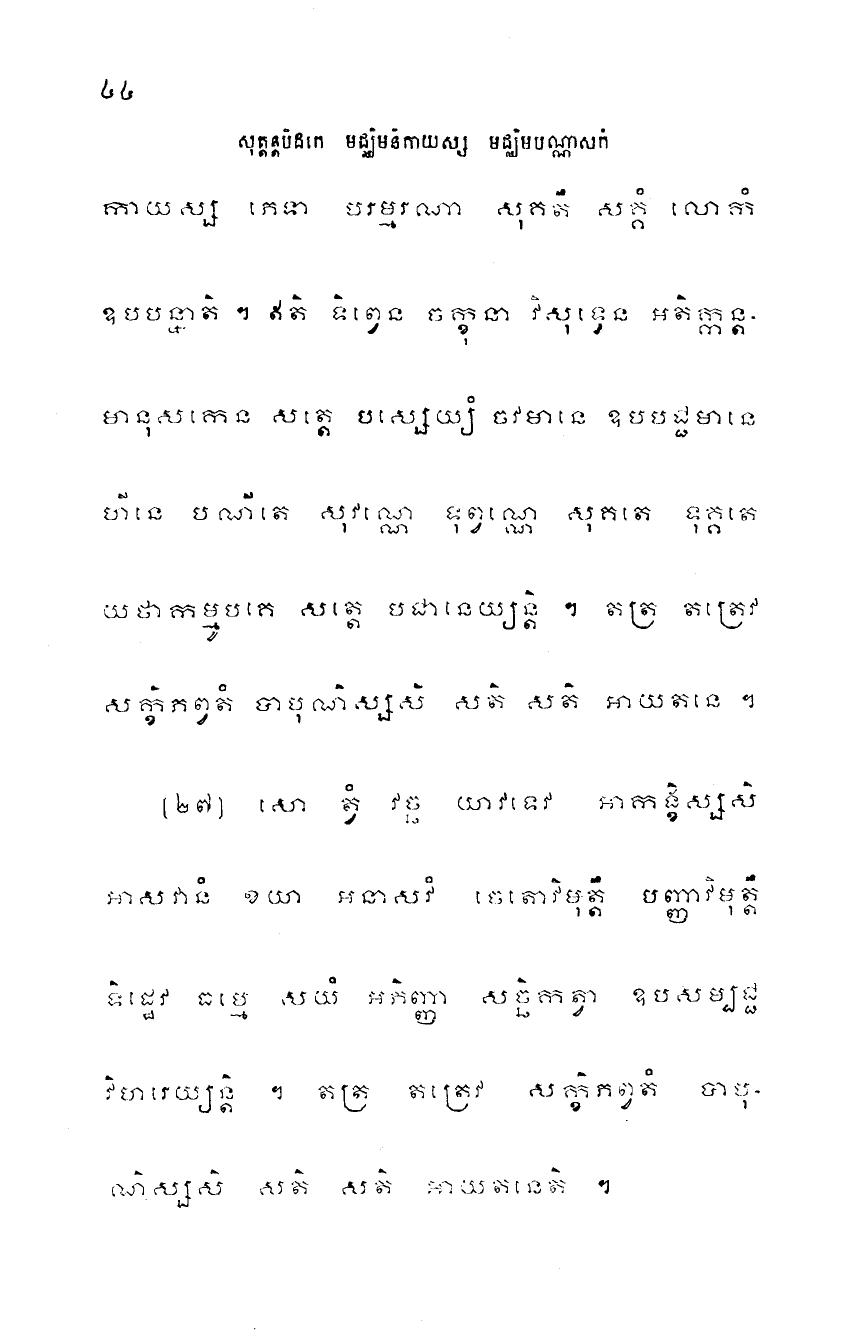 ៤៤
សុត្តន្តបិដកេ មជ្ឈិមនិកាយស្ស មជ្ឈិមបណ្ណាសកំ
កាយស្ស ភេទា បរម្មរណា សុគតឹ សគ្គំ លោកំ
ឧបបន្នាតិ ។ ឥតិ ទិព្វេន ចក្ខុនា វិសុទ្ធេន អតិក្កន្ត-
មានុសកេន សត្តេ បស្សេយ្យំ ចវមានេ ឧបបជ្ជមានេ
ហីនេ បណីតេ សុវណ្ណេ ទុព្វណ្ណេ សុគតេ ទុគ្គតេ
យថាកម្មូបគេ សត្តេ បជានេយ្យន្តិ ។ តត្រ តត្រេវ
សក្ខិភព្វតំ បាបុណិស្សសិ សតិ សតិ អាយតនេ ។
(២៧) សោ ត្វំ វច្ឆ យាវទេវ អាកង្ខិស្សសិ
អាសវានំ ខយា អនាសវំ ចេតោវិមុត្តឹ បញ្ញាវិមុត្តឹ
ទិដ្ឋេវ ធម្មេ សយំ អភិញ្ញា សច្ឆិកត្វា ឧបសម្បជ្ជ
វិហរេយ្យន្តិ ។ តត្រ តត្រេវ សក្ខិភព្វតំ បាបុ-
ណិស្សសិ សតិ សតិ អាយតនេតិ ។